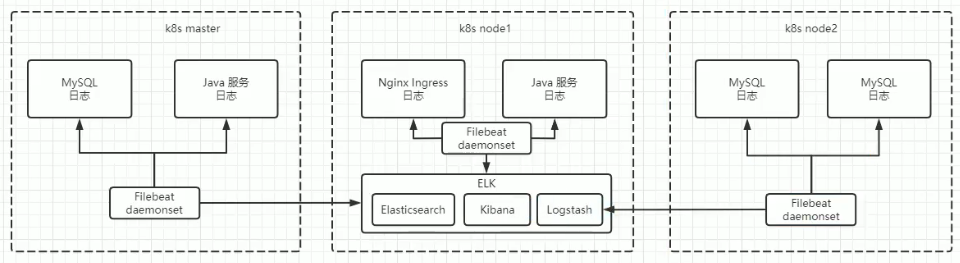 k8s master
MySQL
日志
Java 服务
日志
Filebeat
daemonset
k8s node1
Nginx Ingress
日志
Java 服务
日志
Filebeat
daemonset
ELK
Elasticsearch
Kibana
Logstash
k8s node2
MySQL
日志
MySQL
日志
Filebeat
daemonset